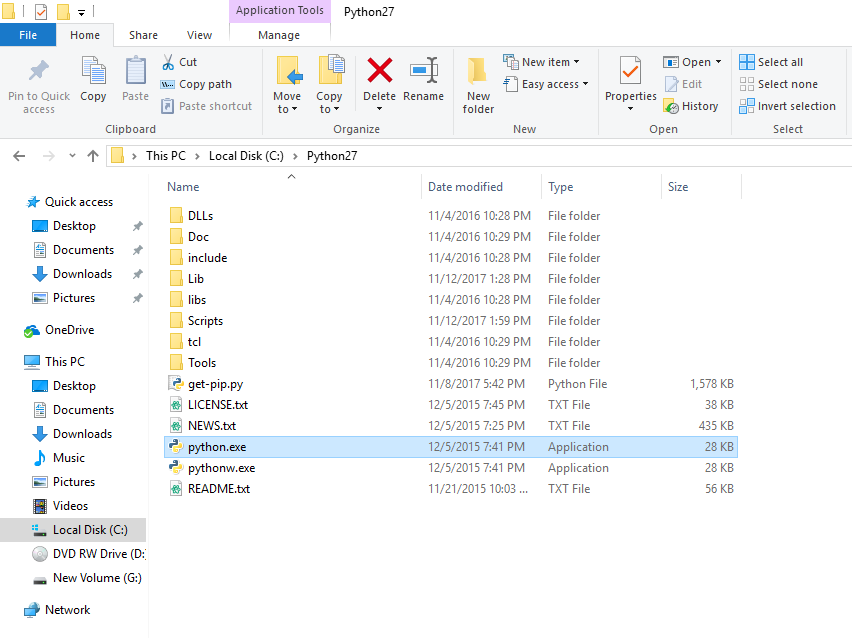 Application Tools Python27
File Home Share View Manage
Pin to Quick access
Copy
Paste
Cut
Copy path
Paste shortcut
Clipboard
Move to
Copy to
Delete
Rename
Organize
New folder
New item
Easy access
New
Properties
Open
Edit
History
Open
Select all
Select none
Invert selection
Select
This PC Local Disk (C:) Python27
Quick access
Desktop
Documents
Downloads
Pictures
OneDrive
This PC
Desktop
Documents
Downloads
Music
Pictures
Videos
Local Disk (C:)
DVD RW Drive (D:
New Volume (G:)
Network
Name Date modified Type Size
DLLs 11/4/2016 10:28 PM File folder
Doc 11/4/2016 10:29 PM File folder
include 11/4/2016 10:28 PM File folder
Lib 11/12/2017 1:28 PM File folder
libs 11/4/2016 10:28 PM File folder
Scripts 11/12/2017 1:59 PM File folder
tcl 11/4/2016 10:29 PM File folder
Tools 11/4/2016 10:29 PM File folder
get-pip.py 11/8/2017 5:42 PM Python File 1,578 KB
LICENSE.txt 12/5/2015 7:45 PM TXT File 38 KB
NEWS.txt 12/5/2015 7:25 PM TXT File 435 KB
python.exe 12/5/2015 7:41 PM Application 28 KB
pythonw.exe 12/5/2015 7:41 PM Application 28 KB
README.txt 11/21/2015 10:03 ... TXT File 56 KB